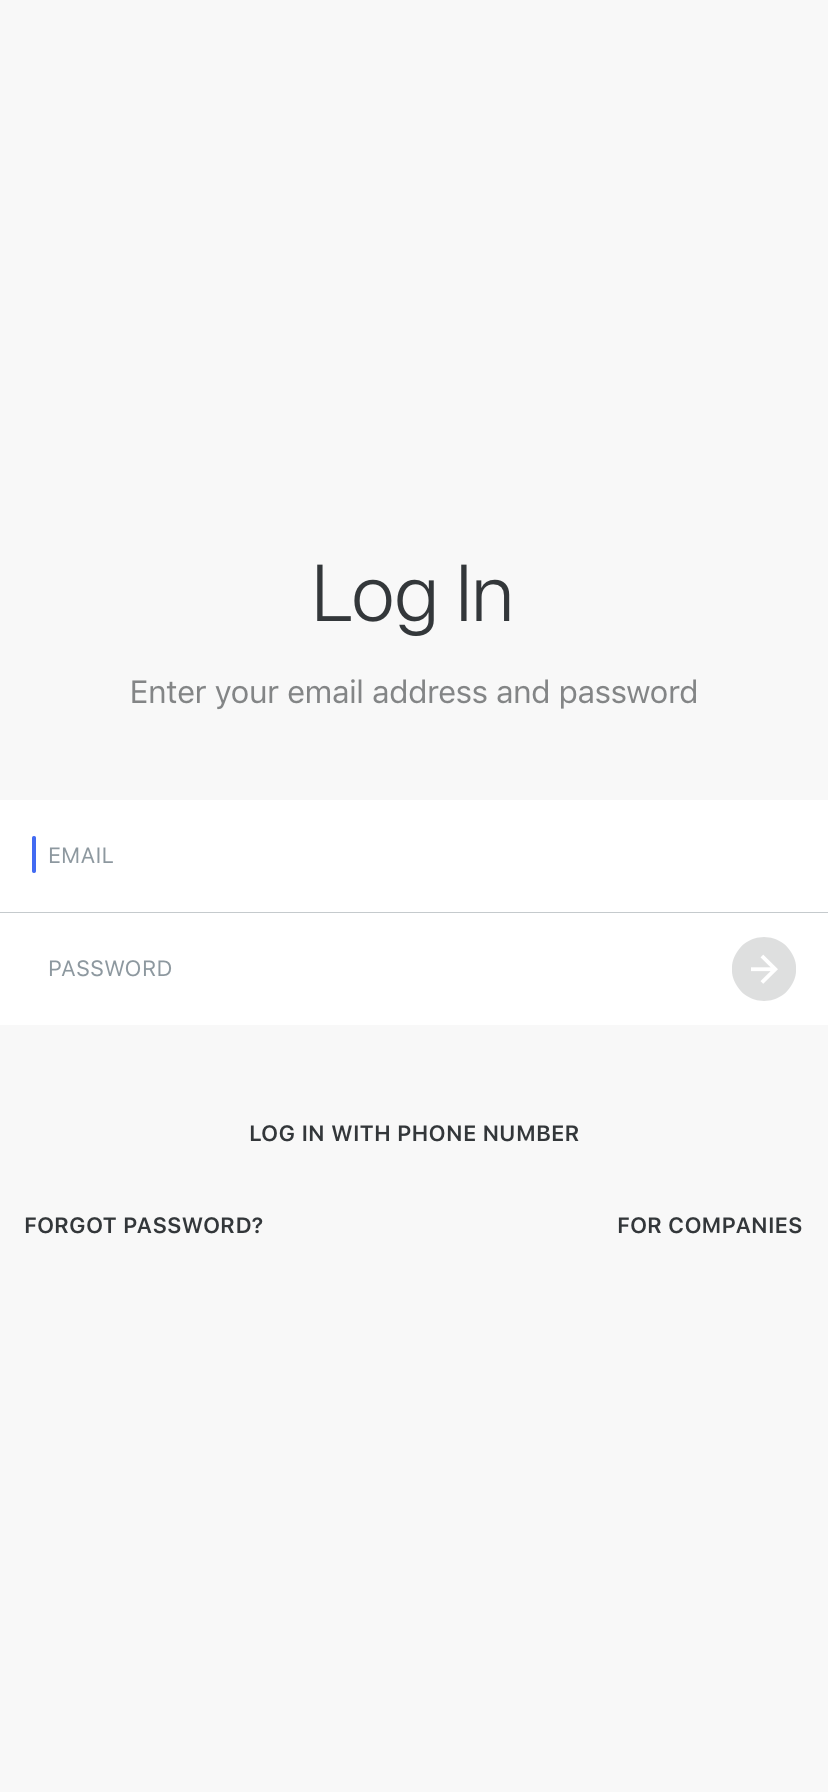 Log In
Enter your email address and password
EMAIL
PASSWORD
LOG IN WITH PHONE NUMBER
FORGOT PASSWORD?
FOR COMPANIES